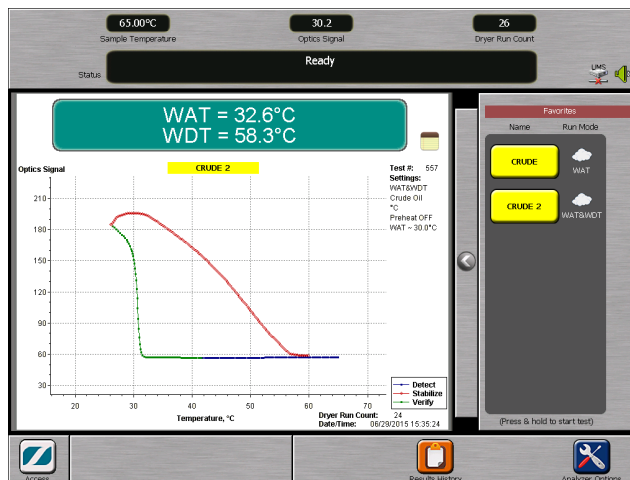 65.00°C
Sample Temperature
30.2
Optics Signal
26
Dryer Run Count
Status
Ready
UMS
WAT = 32.6°C
WDT = 58.3°C
Favorites
Name
Run Mode
CRUDE
WAT
CRUDE 2
WAT&WDT
(Press & hold to start test)
Optics Signal
CRUDE 2
Test #: 557
Settings:
WAT&WDT
Crude Oil
°C
Preheat OFF
WAT ~ 30.0°C
210
180
150
120
90
60
30
20
30
40
50
60
70
Temperature, °C
Detect
Stabilize
Verify
Dryer Run Count: 24
Date/Time: 06/29/2015 15:35:24
Access
Results History
Analyzer Options